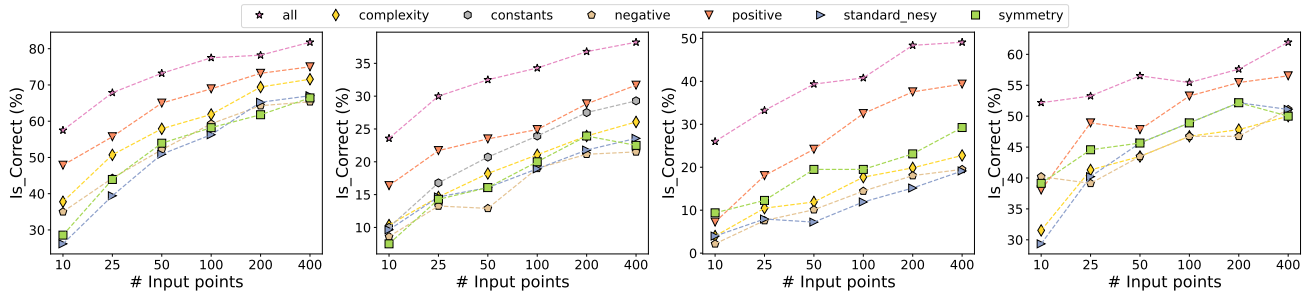 all complexity constants negative positive standard_nesy symmetry
Is_Correct (%)
80
70
60
50
40
30
10 25 50 100 200 400
# Input points
Is_Correct (%)
35
30
25
20
15
10
10 25 50 100 200 400
# Input points
Is_Correct (%)
50
40
30
20
10
0
10 25 50 100 200 400
# Input points
Is_Correct (%)
60
55
50
45
40
35
30
10 25 50 100 200 400
# Input points